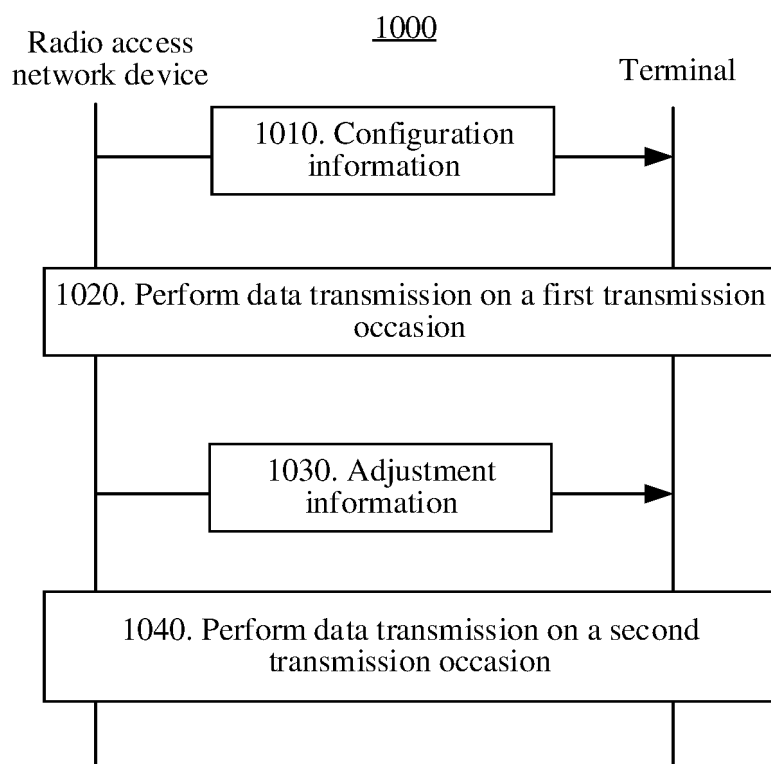 1000
Radio access
network device
Terminal
1010. Configuration
information
1020. Perform data transmission on a first transmission
occasion
1030. Adjustment
information
1040. Perform data transmission on a second
transmission occasion